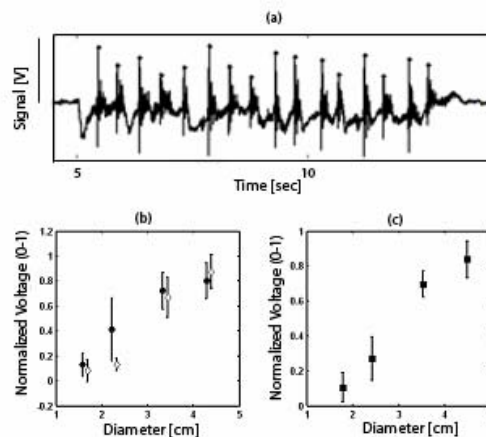 (a)
Signal [V]
5 10
Time [sec]
(b)
Normalized Voltage (0-1)
1.2
1
0.8
0.6
0.4
0.2
0
-0.2
1 2 3 4 5
Diameter [cm]
(c)
Normalized Voltage (0-1)
1
0.8
0.6
0.4
0.2
0
1 2 3 4
Diameter [cm]